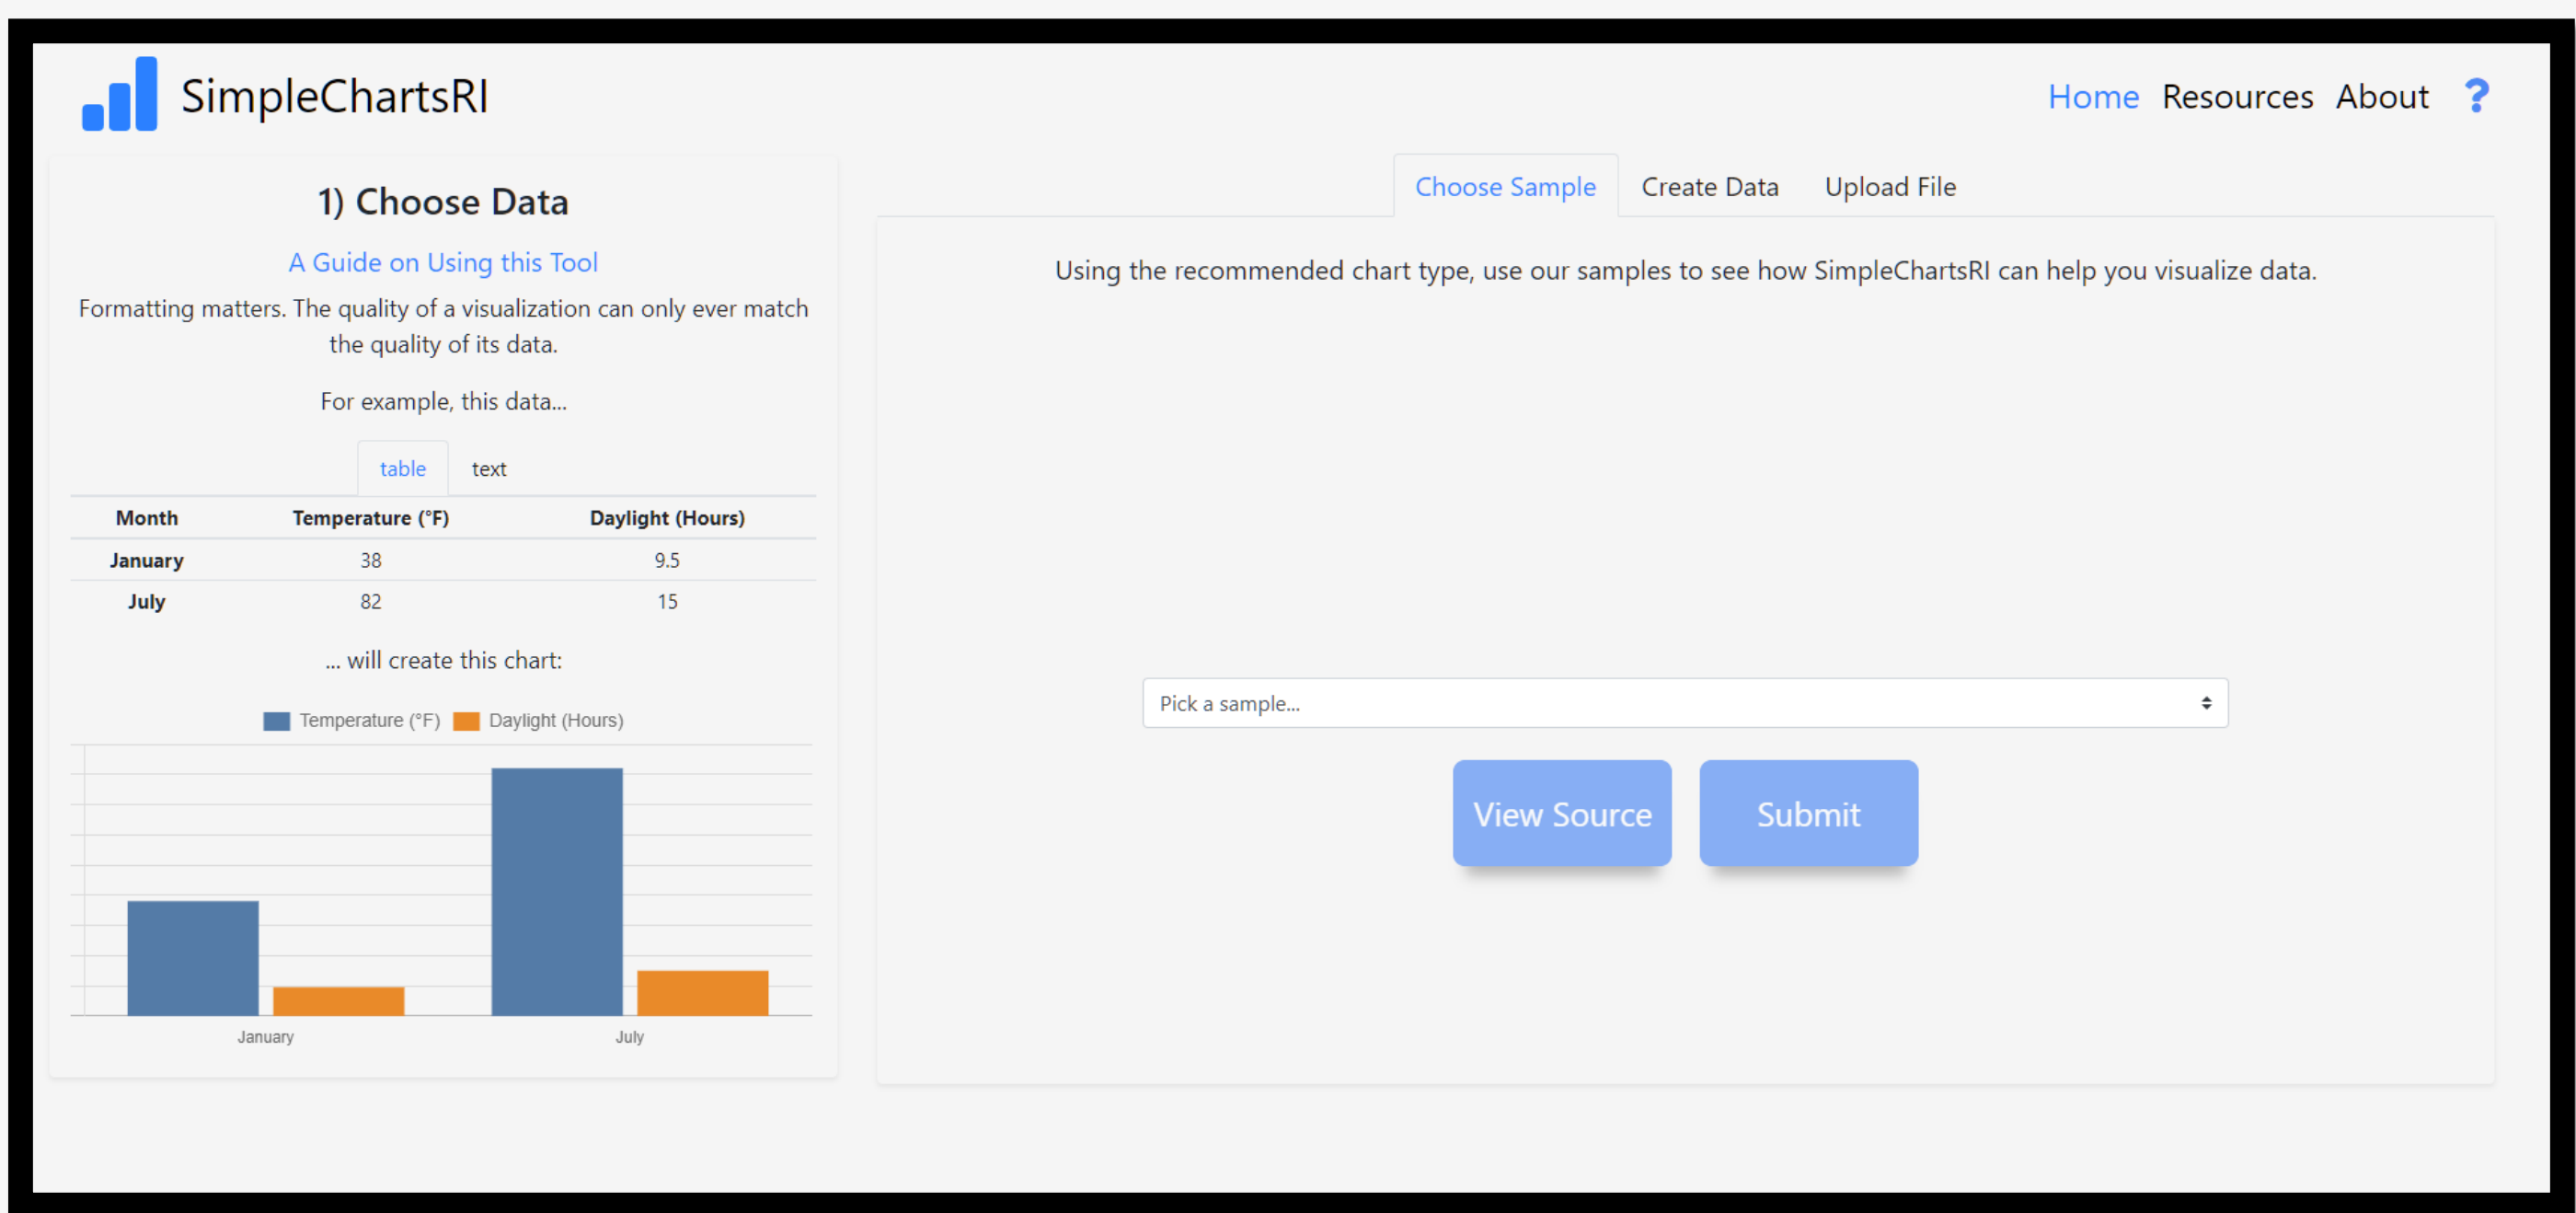 SimpleChartsRI
Home Resources About ?
1) Choose Data
A Guide on Using this Tool
Formatting matters. The quality of a visualization can only ever match
the quality of its data.
For example, this data...
table text
Month Temperature (°F) Daylight (Hours)
January 38 9.5
July 82 15
... will create this chart:
Temperature (°F) Daylight (Hours)
January July
Choose Sample Create Data Upload File
Using the recommended chart type, use our samples to see how SimpleChartsRI can help you visualize data.
Pick a sample...
View Source Submit